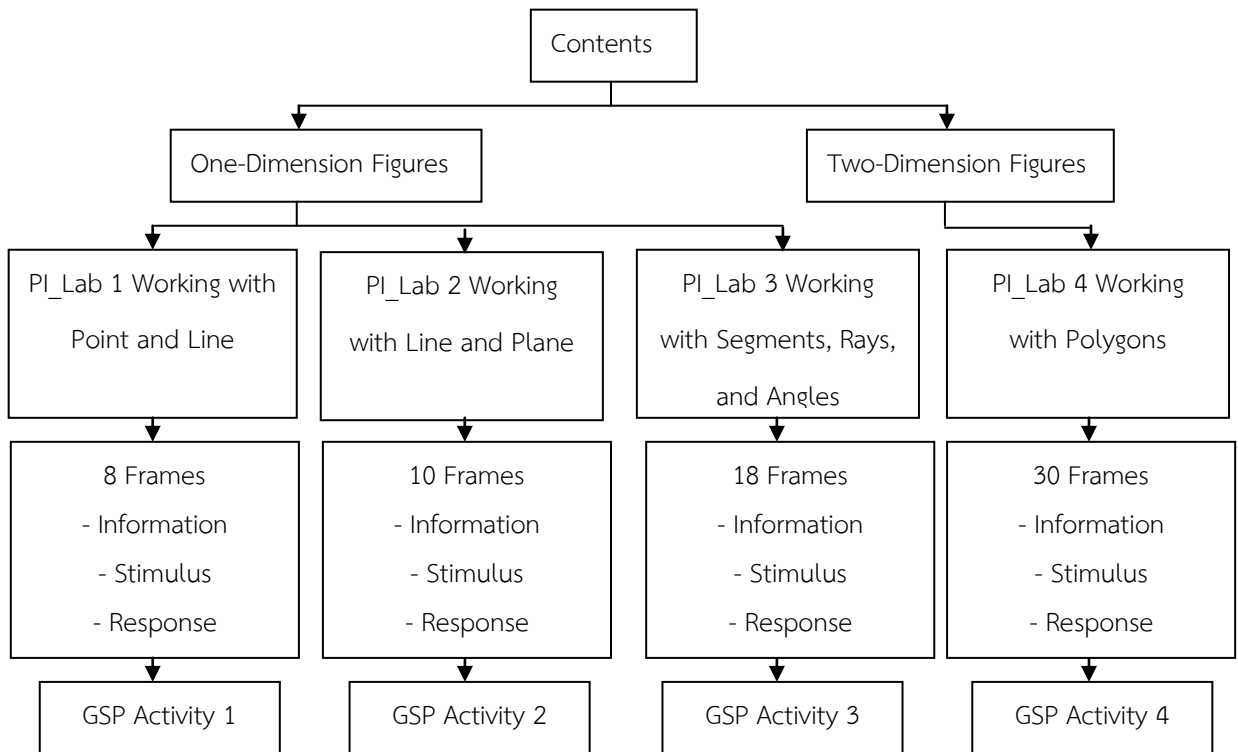 Contents
One-Dimension Figures
Two-Dimension Figures
PI_Lab 1 Working with
Point and Line
PI_Lab 2 Working
with Line and Plane
PI_Lab 3 Working
with Segments, Rays,
and Angles
PI_Lab 4 Working
with Polygons
8 Frames
- Information
- Stimulus
- Response
10 Frames
- Information
- Stimulus
- Response
18 Frames
- Information
- Stimulus
- Response
30 Frames
- Information
- Stimulus
- Response
GSP Activity 1
GSP Activity 2
GSP Activity 3
GSP Activity 4